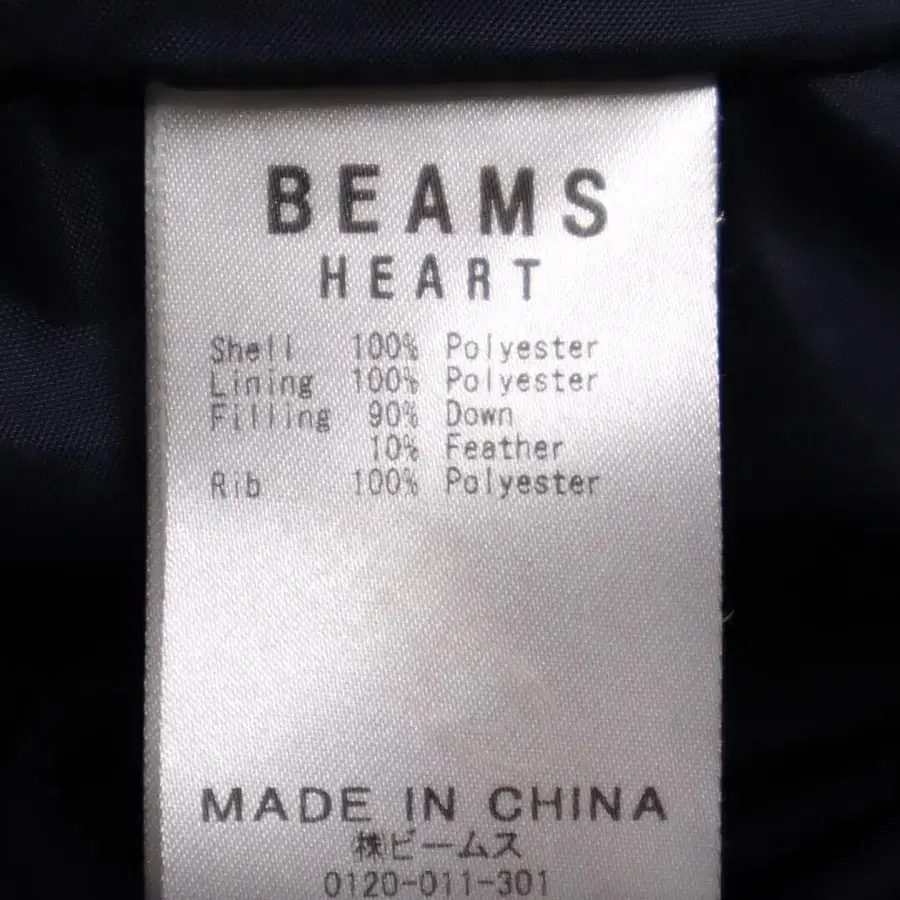 BEAMS
HEART
Shell 100% Polyester
Lining 100% Polyester
Filling 90% Down
10% Feather
Rib 100% Polyester
MADE IN CHINA
㈱ビームス
0120-011-301